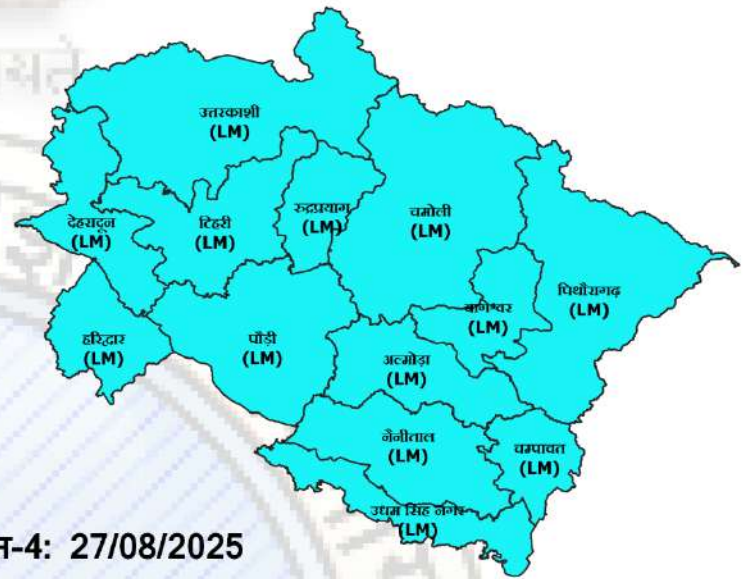 उत्तरकाशी
(LM)
देहरादून
(LM)
टिहरी
(LM)
रुद्रप्रयाग
(LM)
चमोली
(LM)
बागेश्वर
(LM)
पिथौरागढ़
(LM)
हरिद्वार
(LM)
पौड़ी
(LM)
अल्मोड़ा
(LM)
नैनीताल
(LM)
चम्पावत
(LM)
उधम सिंह नगर
(LM)
-4: 27/08/2025